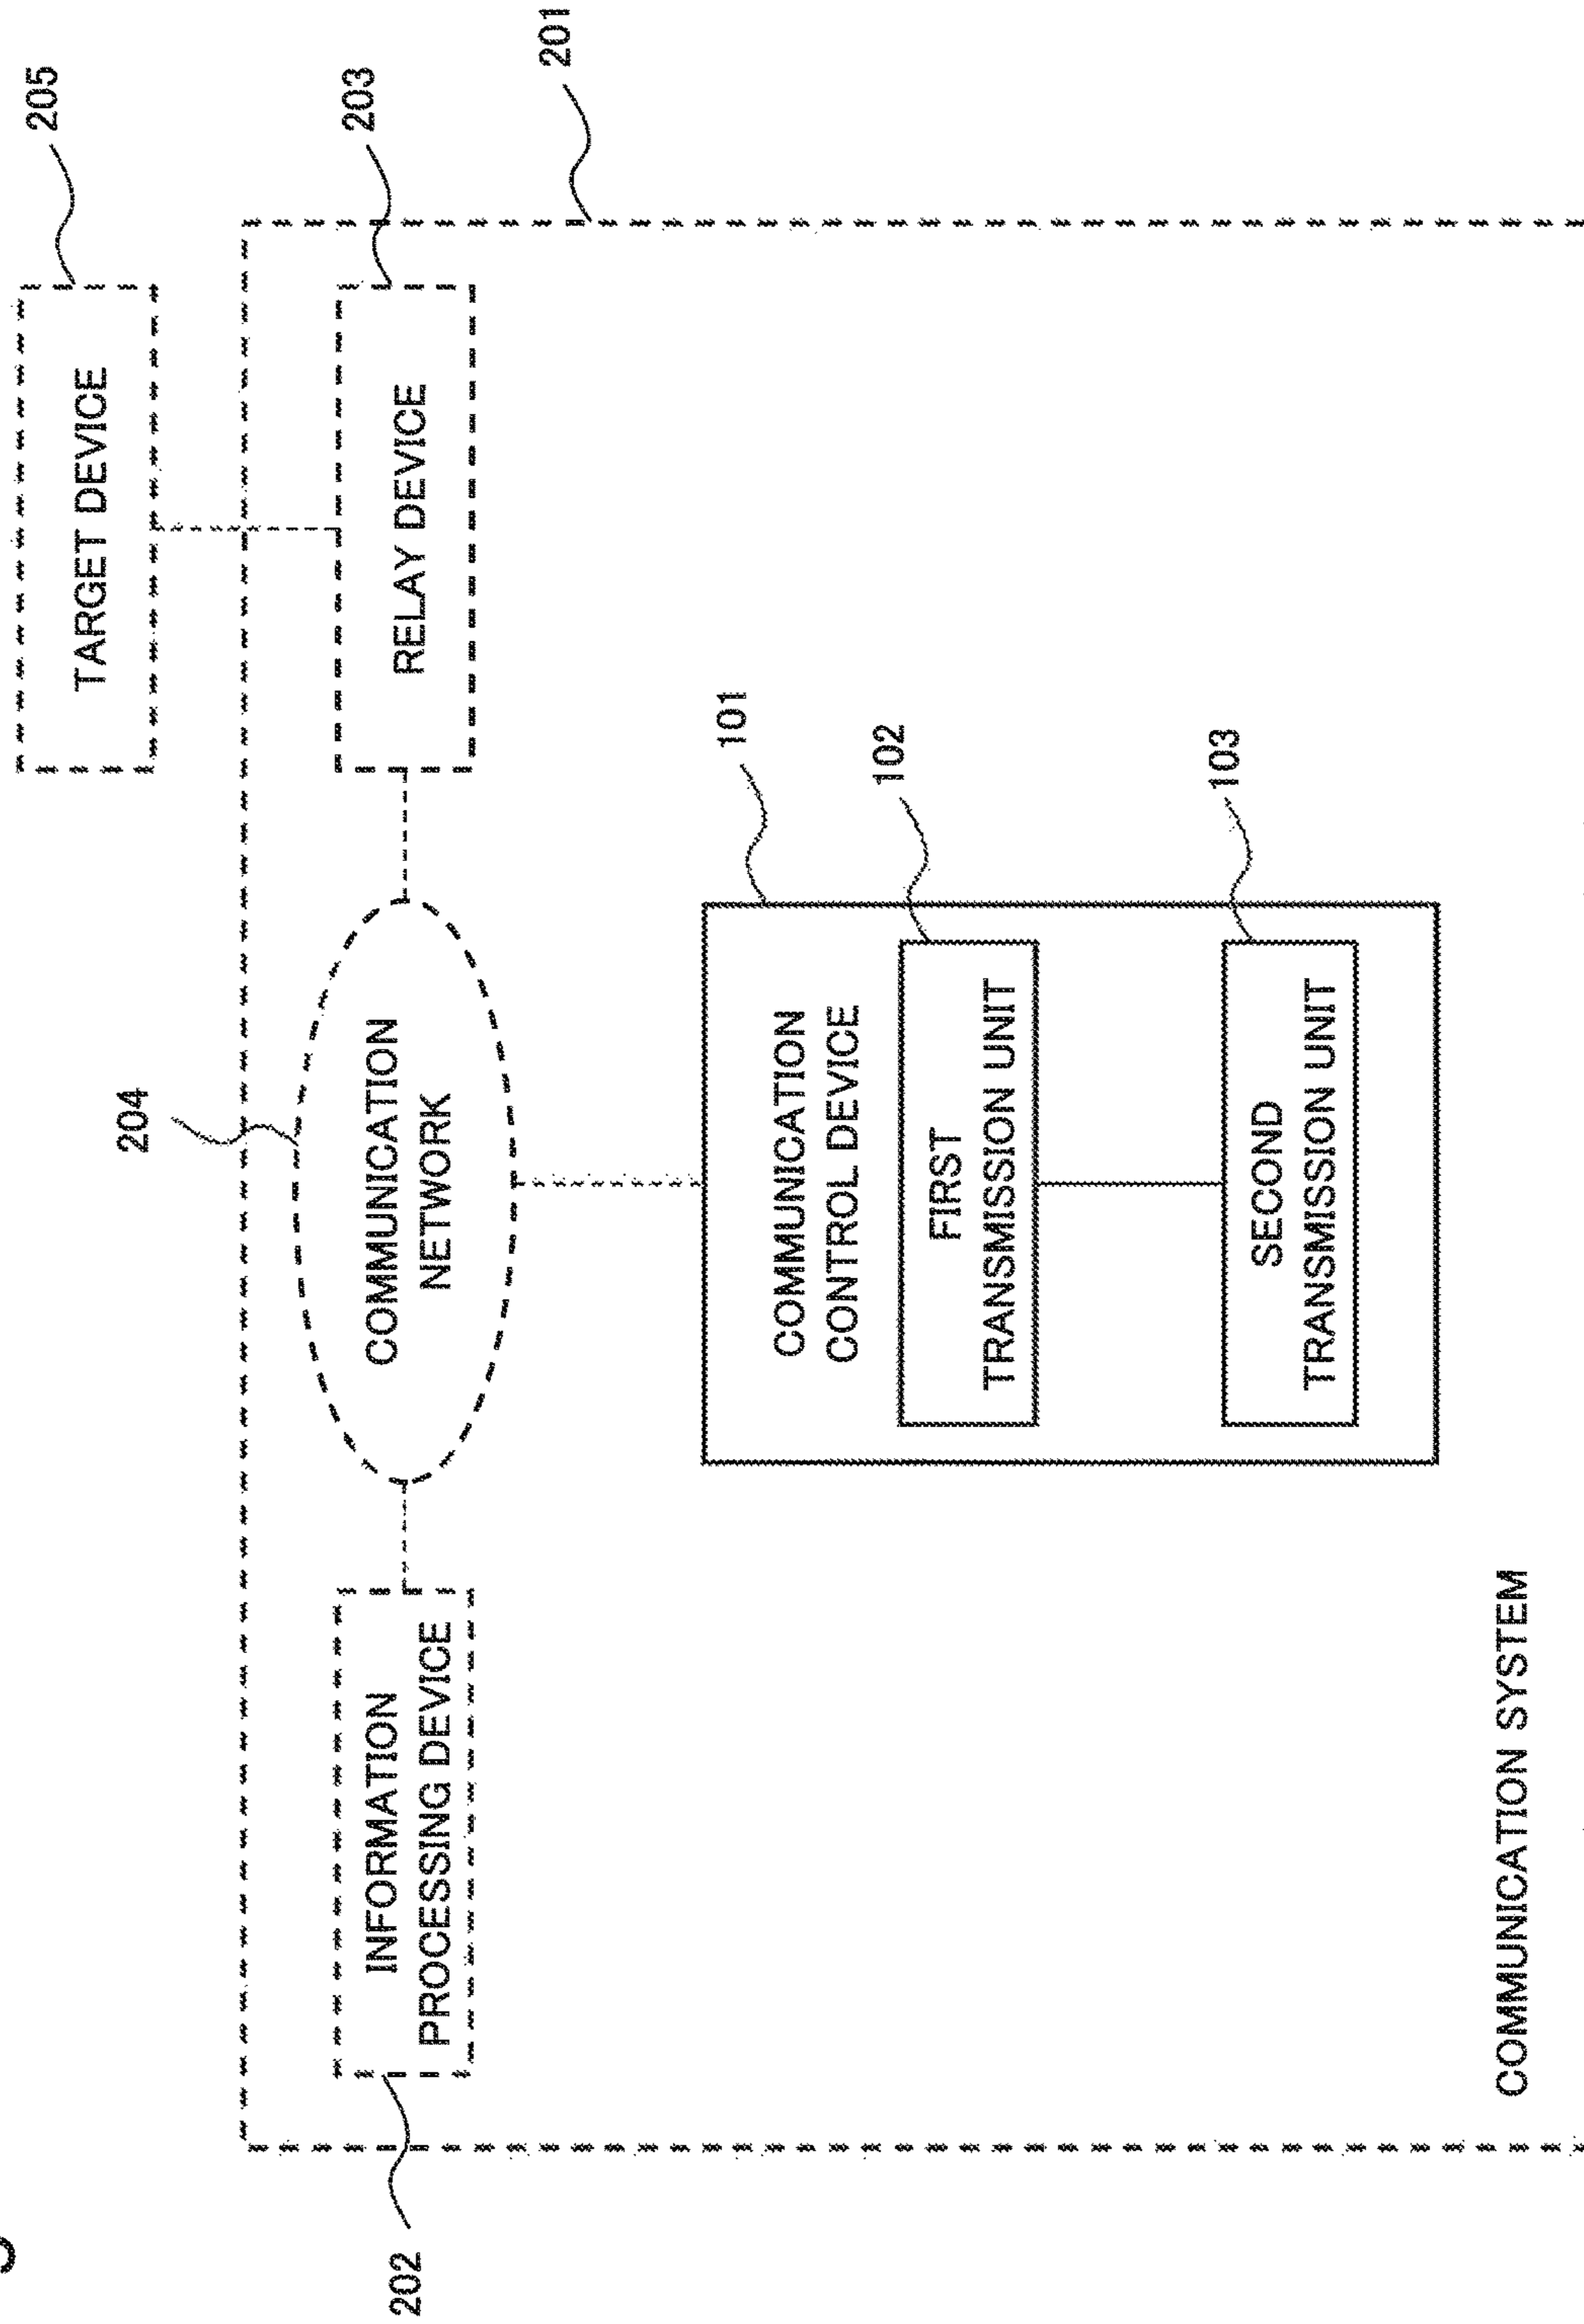 205
TARGET DEVICE
203
RELAY DEVICE
201
204
COMMUNICATION
NETWORK
202
INFORMATION
PROCESSING DEVICE
101
COMMUNICATION
CONTROL DEVICE
102
FIRST
TRANSMISSION UNIT
103
SECOND
TRANSMISSION UNIT
COMMUNICATION SYSTEM